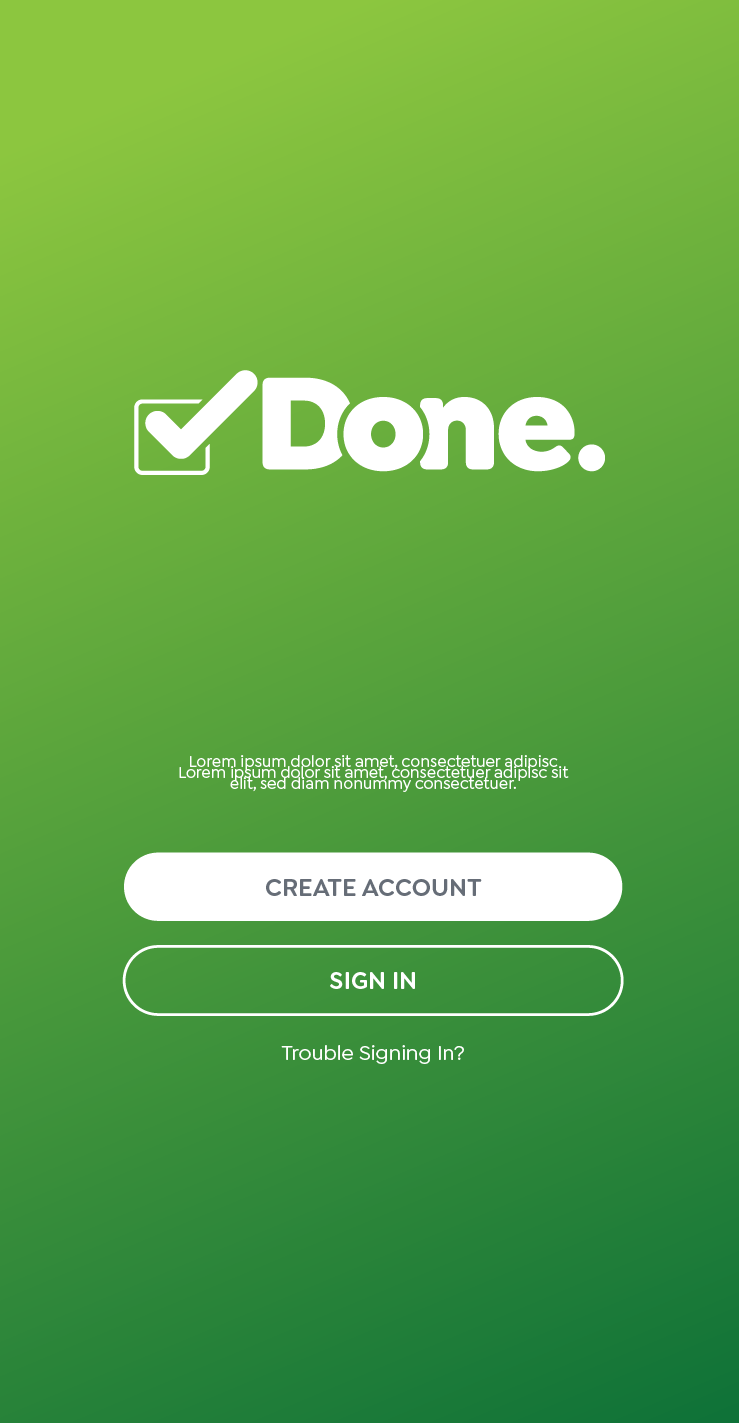 Done.
Lorem ipsum dolor sit amet, consectetuer adipisc
Lorem ipsum dolor sit amet, consectetuer adipisc sit
elit, sed diam nonummy consectetuer.
CREATE ACCOUNT
SIGN IN
Trouble Signing In?